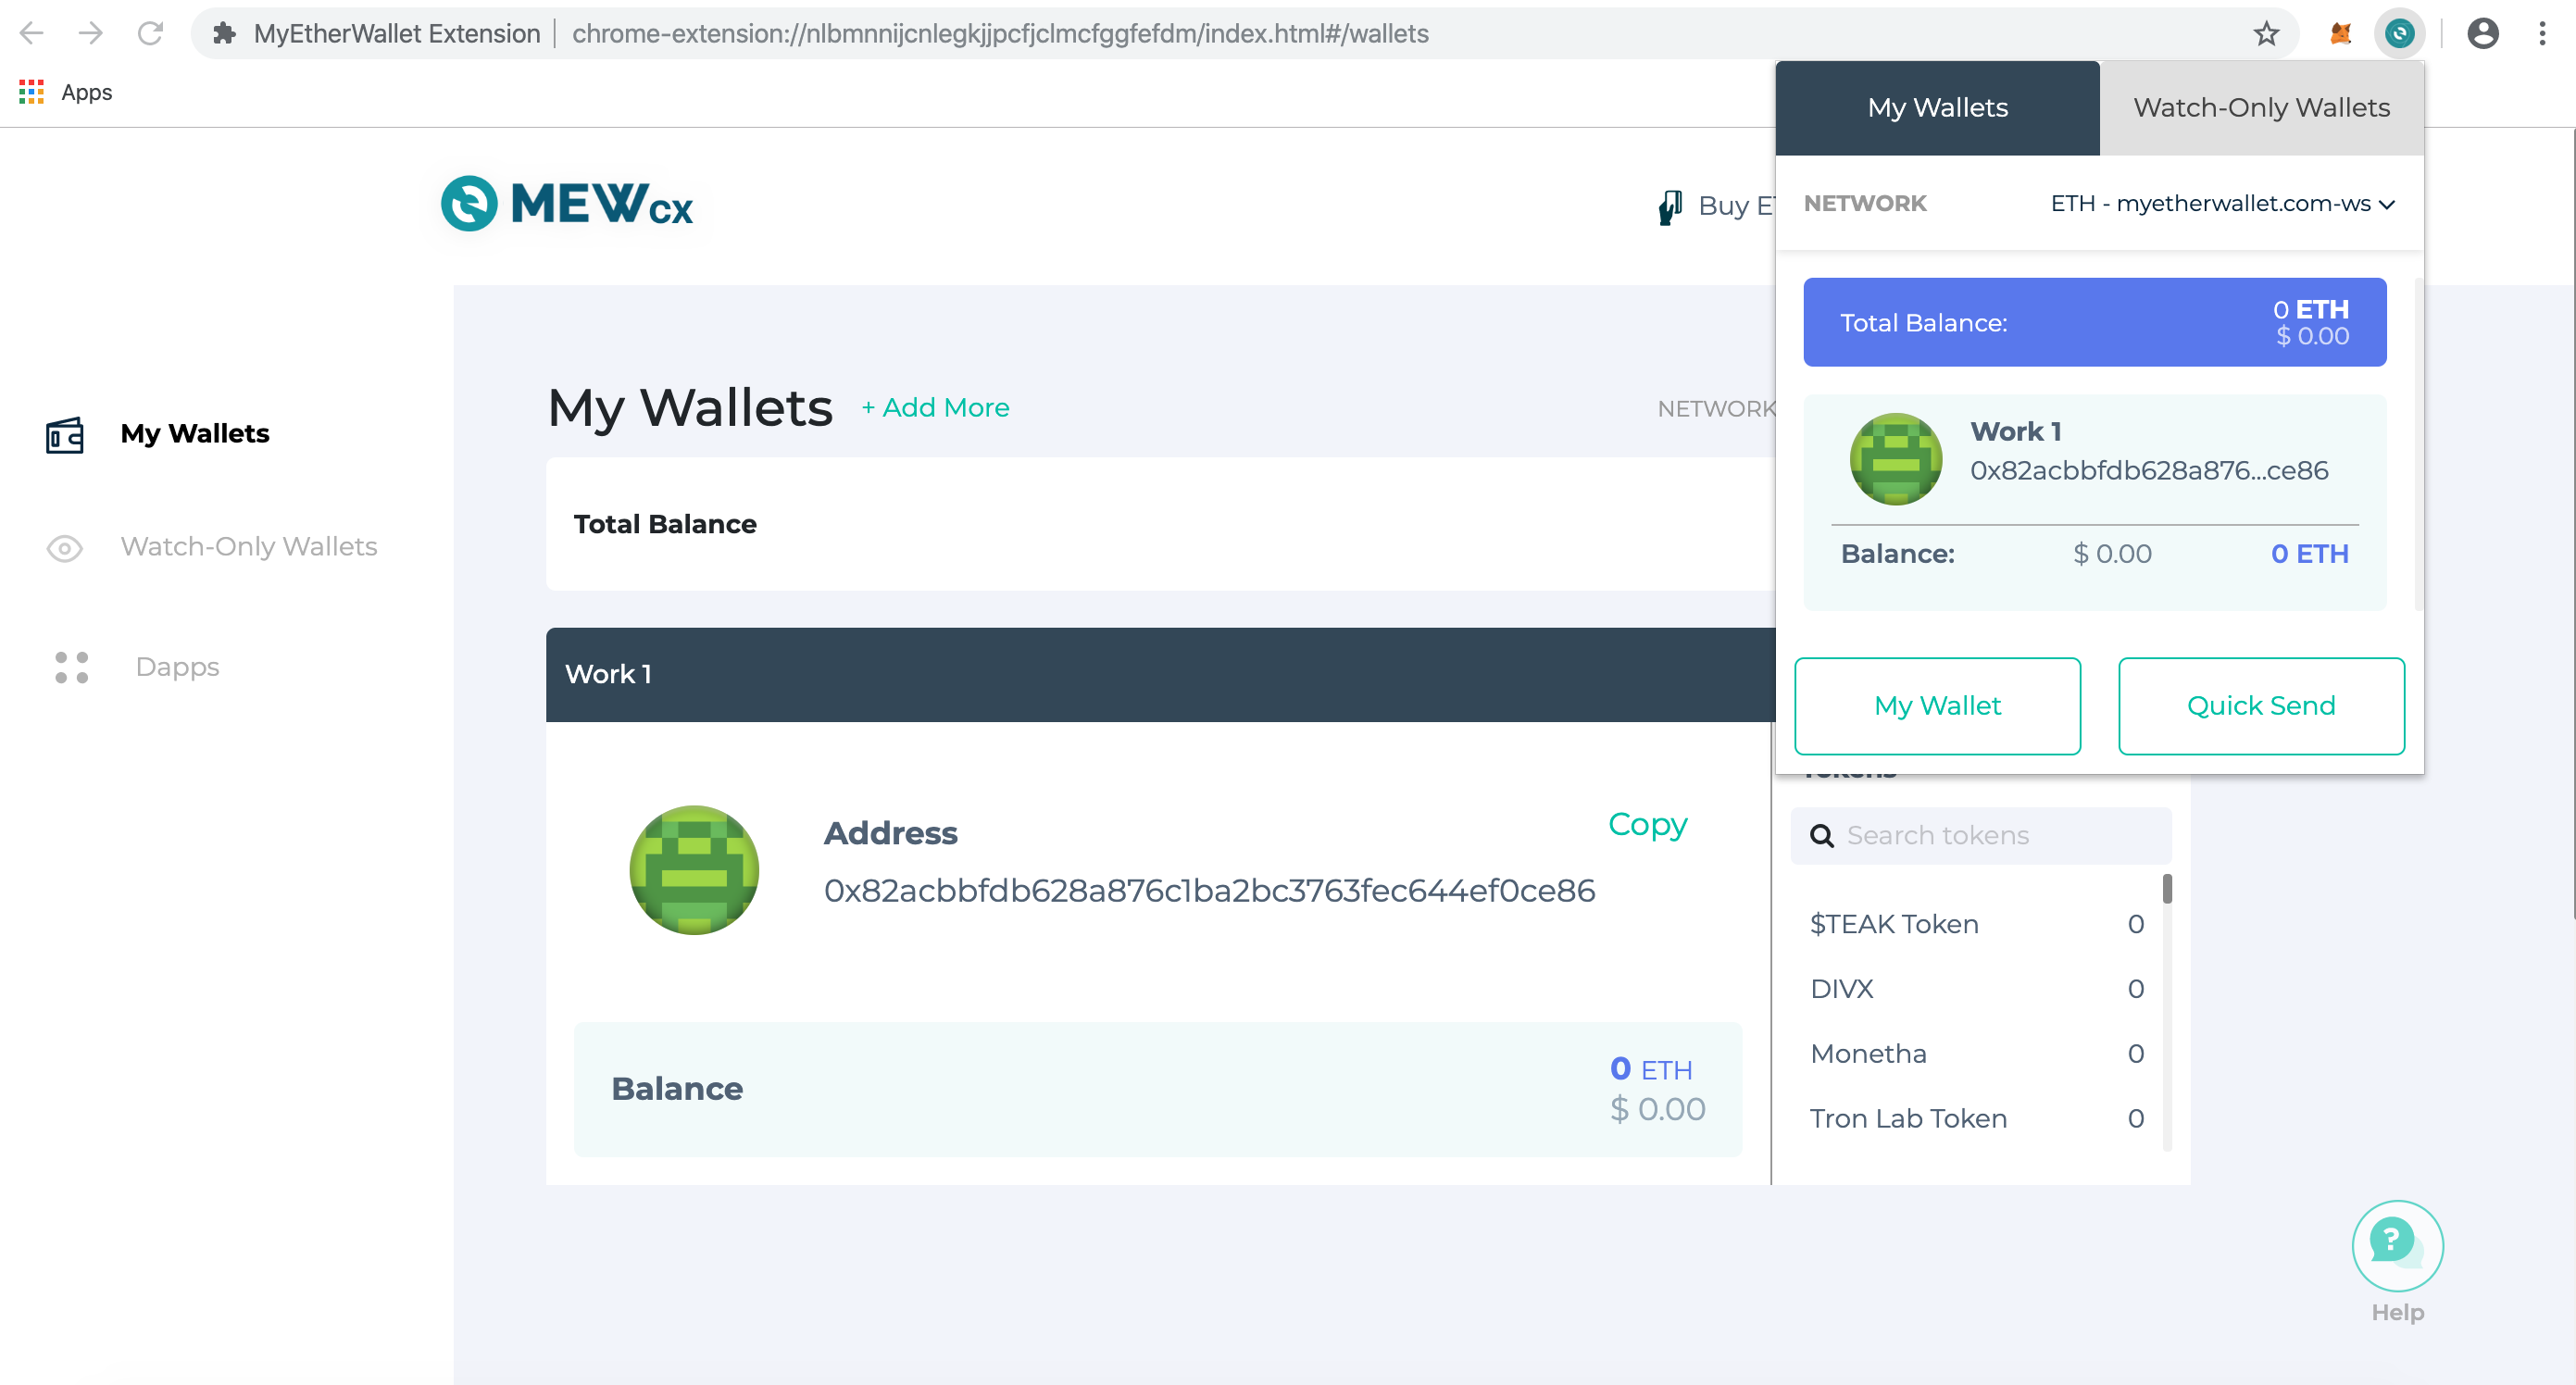 MyEtherWallet Extension
chrome-extension://nlbmnnijcnlegkjjpcfjclmcfggfefdm/index.html#/wallets
Apps
My Wallets
Watch-Only Wallets
NETWORK
ETH - myetherwallet.com-ws
Total Balance:
0 ETH
$ 0.00
Work 1
0x82acbbfdb628a876...ce86
Balance:
$ 0.00
0 ETH
My Wallet
Quick Send
MEWcx
Buy E
My Wallets
Watch-Only Wallets
Dapps
My Wallets
+ Add More
NETWORK
Total Balance
Work 1
Address
Copy
0x82acbbfdb628a876c1ba2bc3763fec644ef0ce86
Balance
0 ETH
$ 0.00
Tokens
Search tokens
$TEAK Token 0
DIVX 0
Monetha 0
Tron Lab Token 0
?
Help